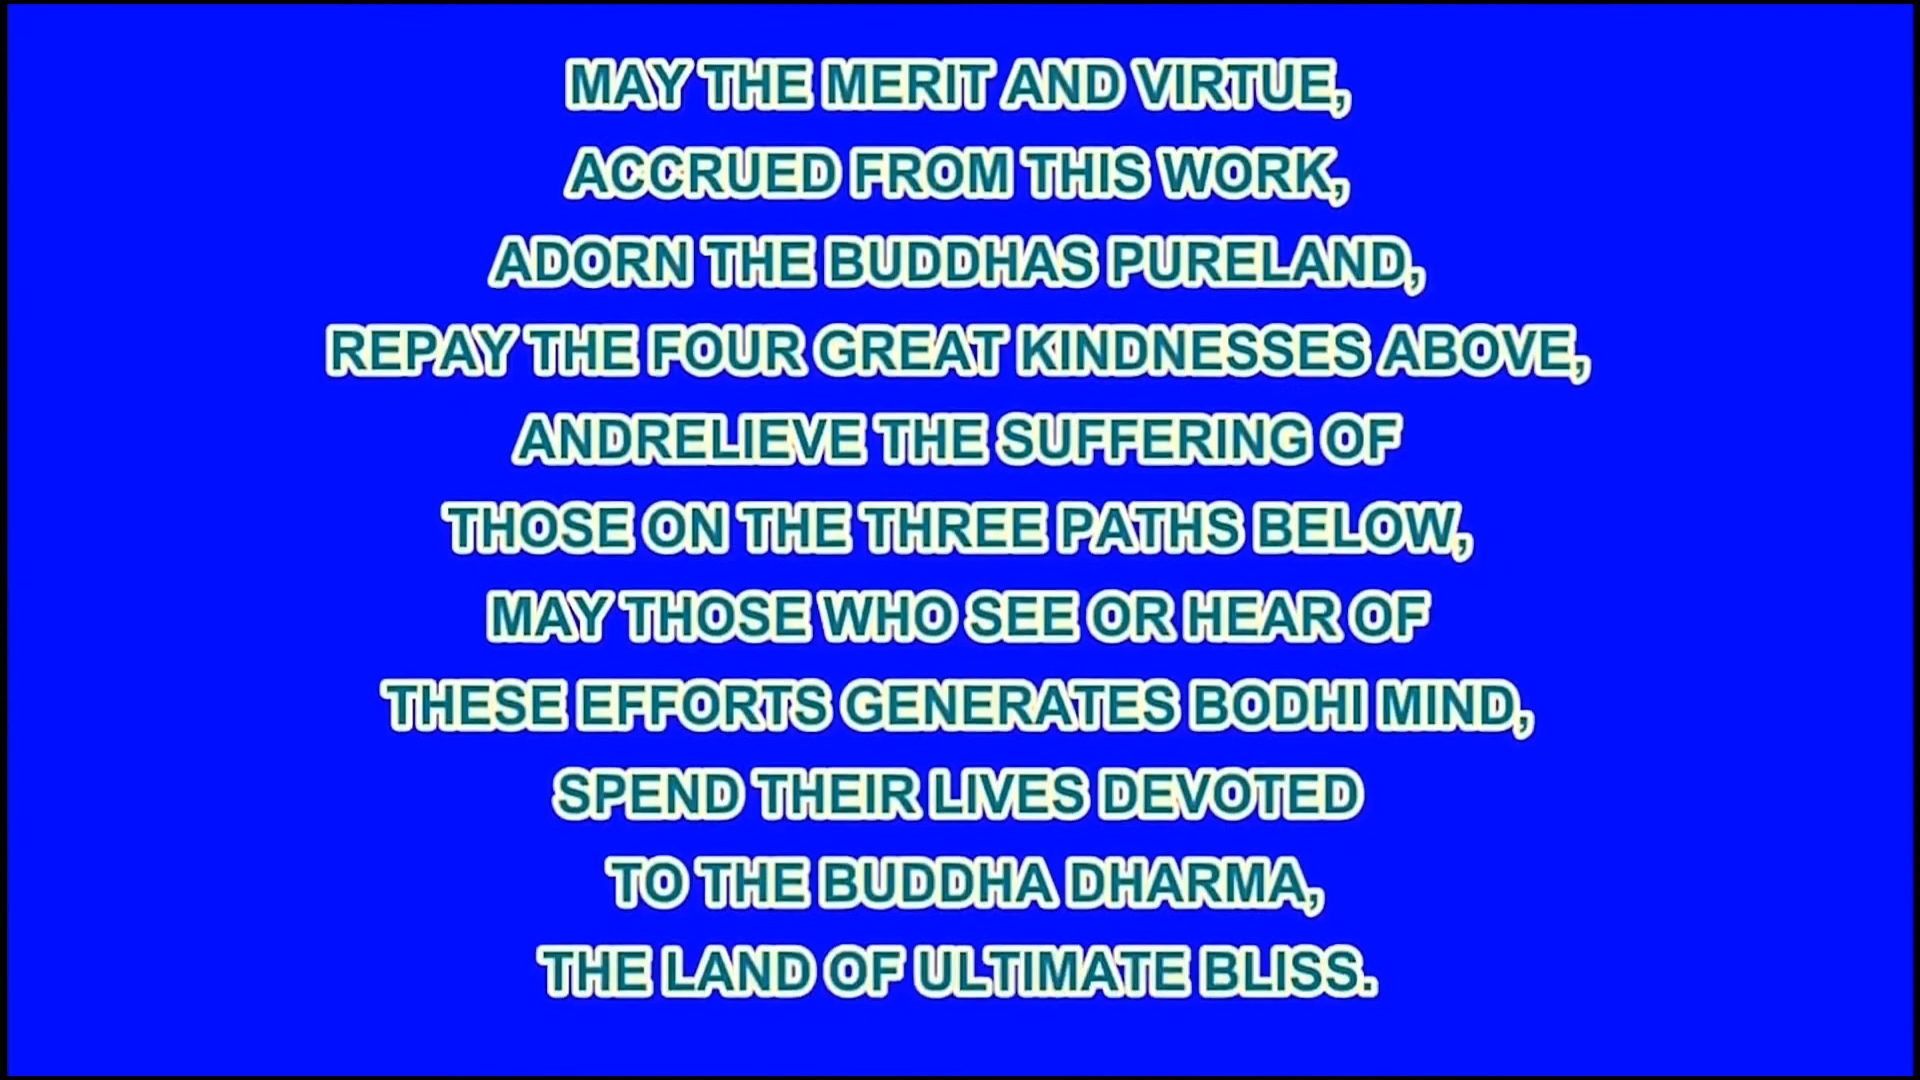 MAY THE MERIT AND VIRTUE,
ACCRUED FROM THIS WORK,
ADORN THE BUDDHAS PURELAND,
REPAY THE FOUR GREAT KINDNESSES ABOVE,
ANDRELIEVE THE SUFFERING OF
THOSE ON THE THREE PATHS BELOW,
MAY THOSE WHO SEE OR HEAR OF
THESE EFFORTS GENERATES BODHI MIND,
SPEND THEIR LIVES DEVOTED
TO THE BUDDHA DHARMA,
THE LAND OF ULTIMATE BLISS.